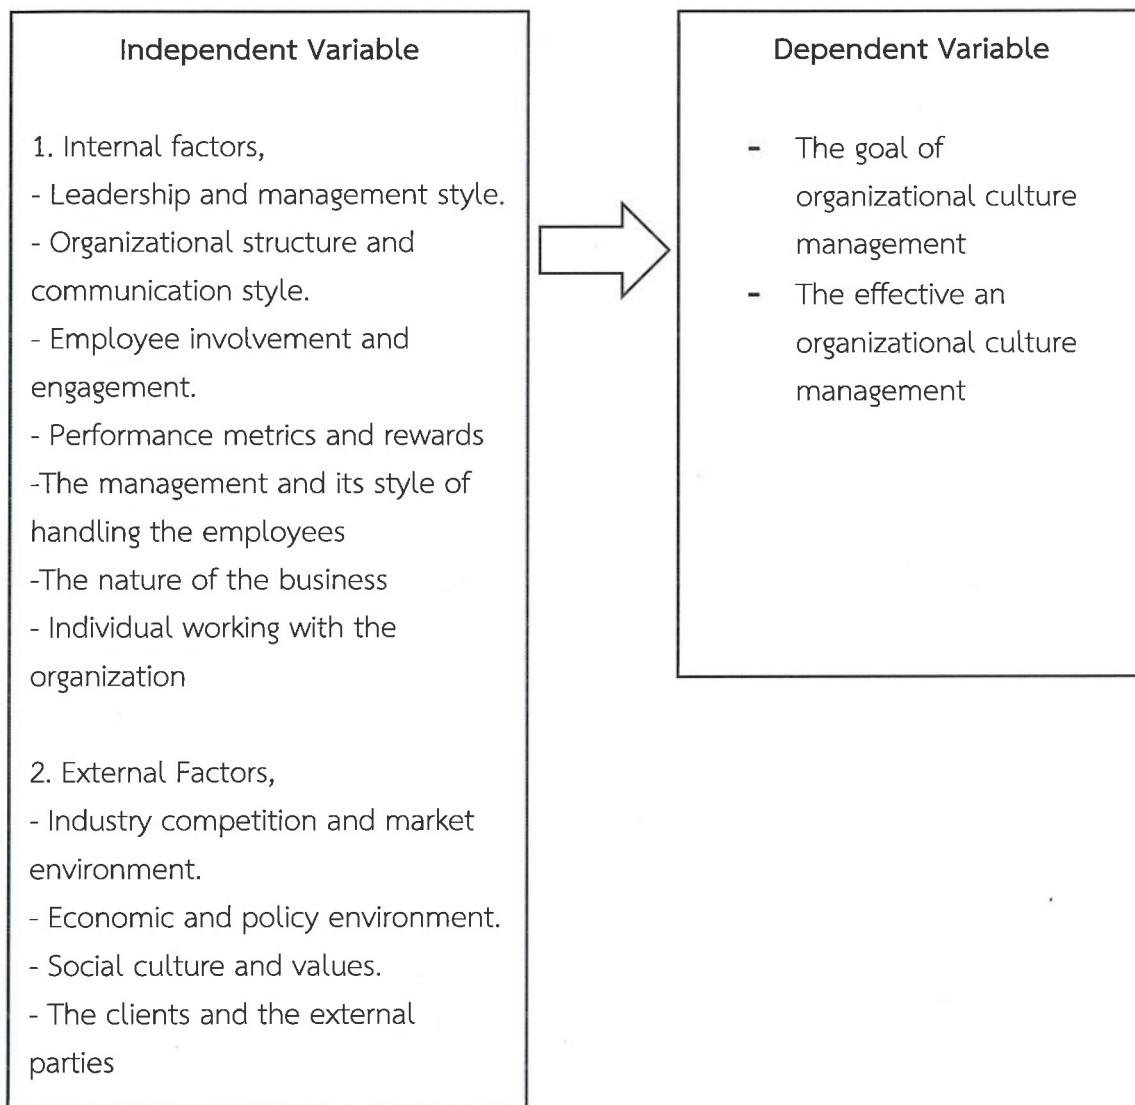 Independent Variable
1. Internal factors,
- Leadership and management style.
- Organizational structure and
communication style.
- Employee involvement and
engagement.
- Performance metrics and rewards
-The management and its style of
handling the employees
-The nature of the business
- Individual working with the
organization
2. External Factors,
- Industry competition and market
environment.
- Economic and policy environment.
- Social culture and values.
- The clients and the external
parties
Dependent Variable
- The goal of
organizational culture
management
- The effective an
organizational culture
management